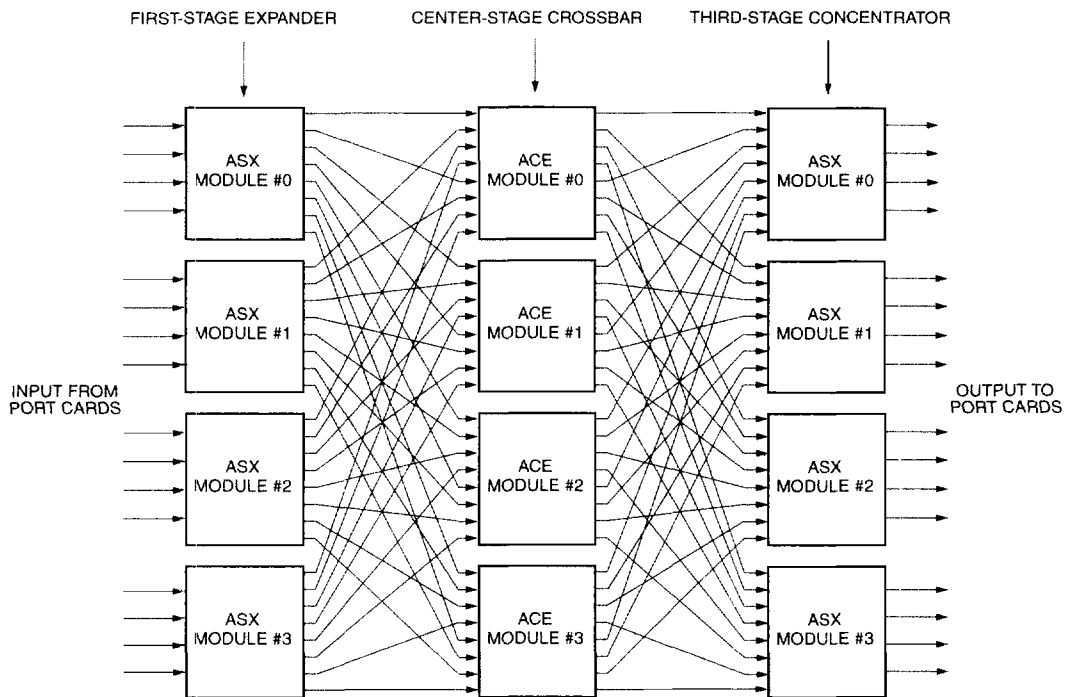 FIRST-STAGE EXPANDER
CENTER-STAGE CROSSBAR
THIRD-STAGE CONCENTRATOR
ASX
MODULE #0
ACE
MODULE #0
ASX
MODULE #0
ASX
MODULE #1
ACE
MODULE #1
ASX
MODULE #1
INPUT FROM
PORT CARDS
OUTPUT TO
PORT CARDS
ASX
MODULE #2
ACE
MODULE #2
ASX
MODULE #2
ASX
MODULE #3
ACE
MODULE #3
ASX
MODULE #3